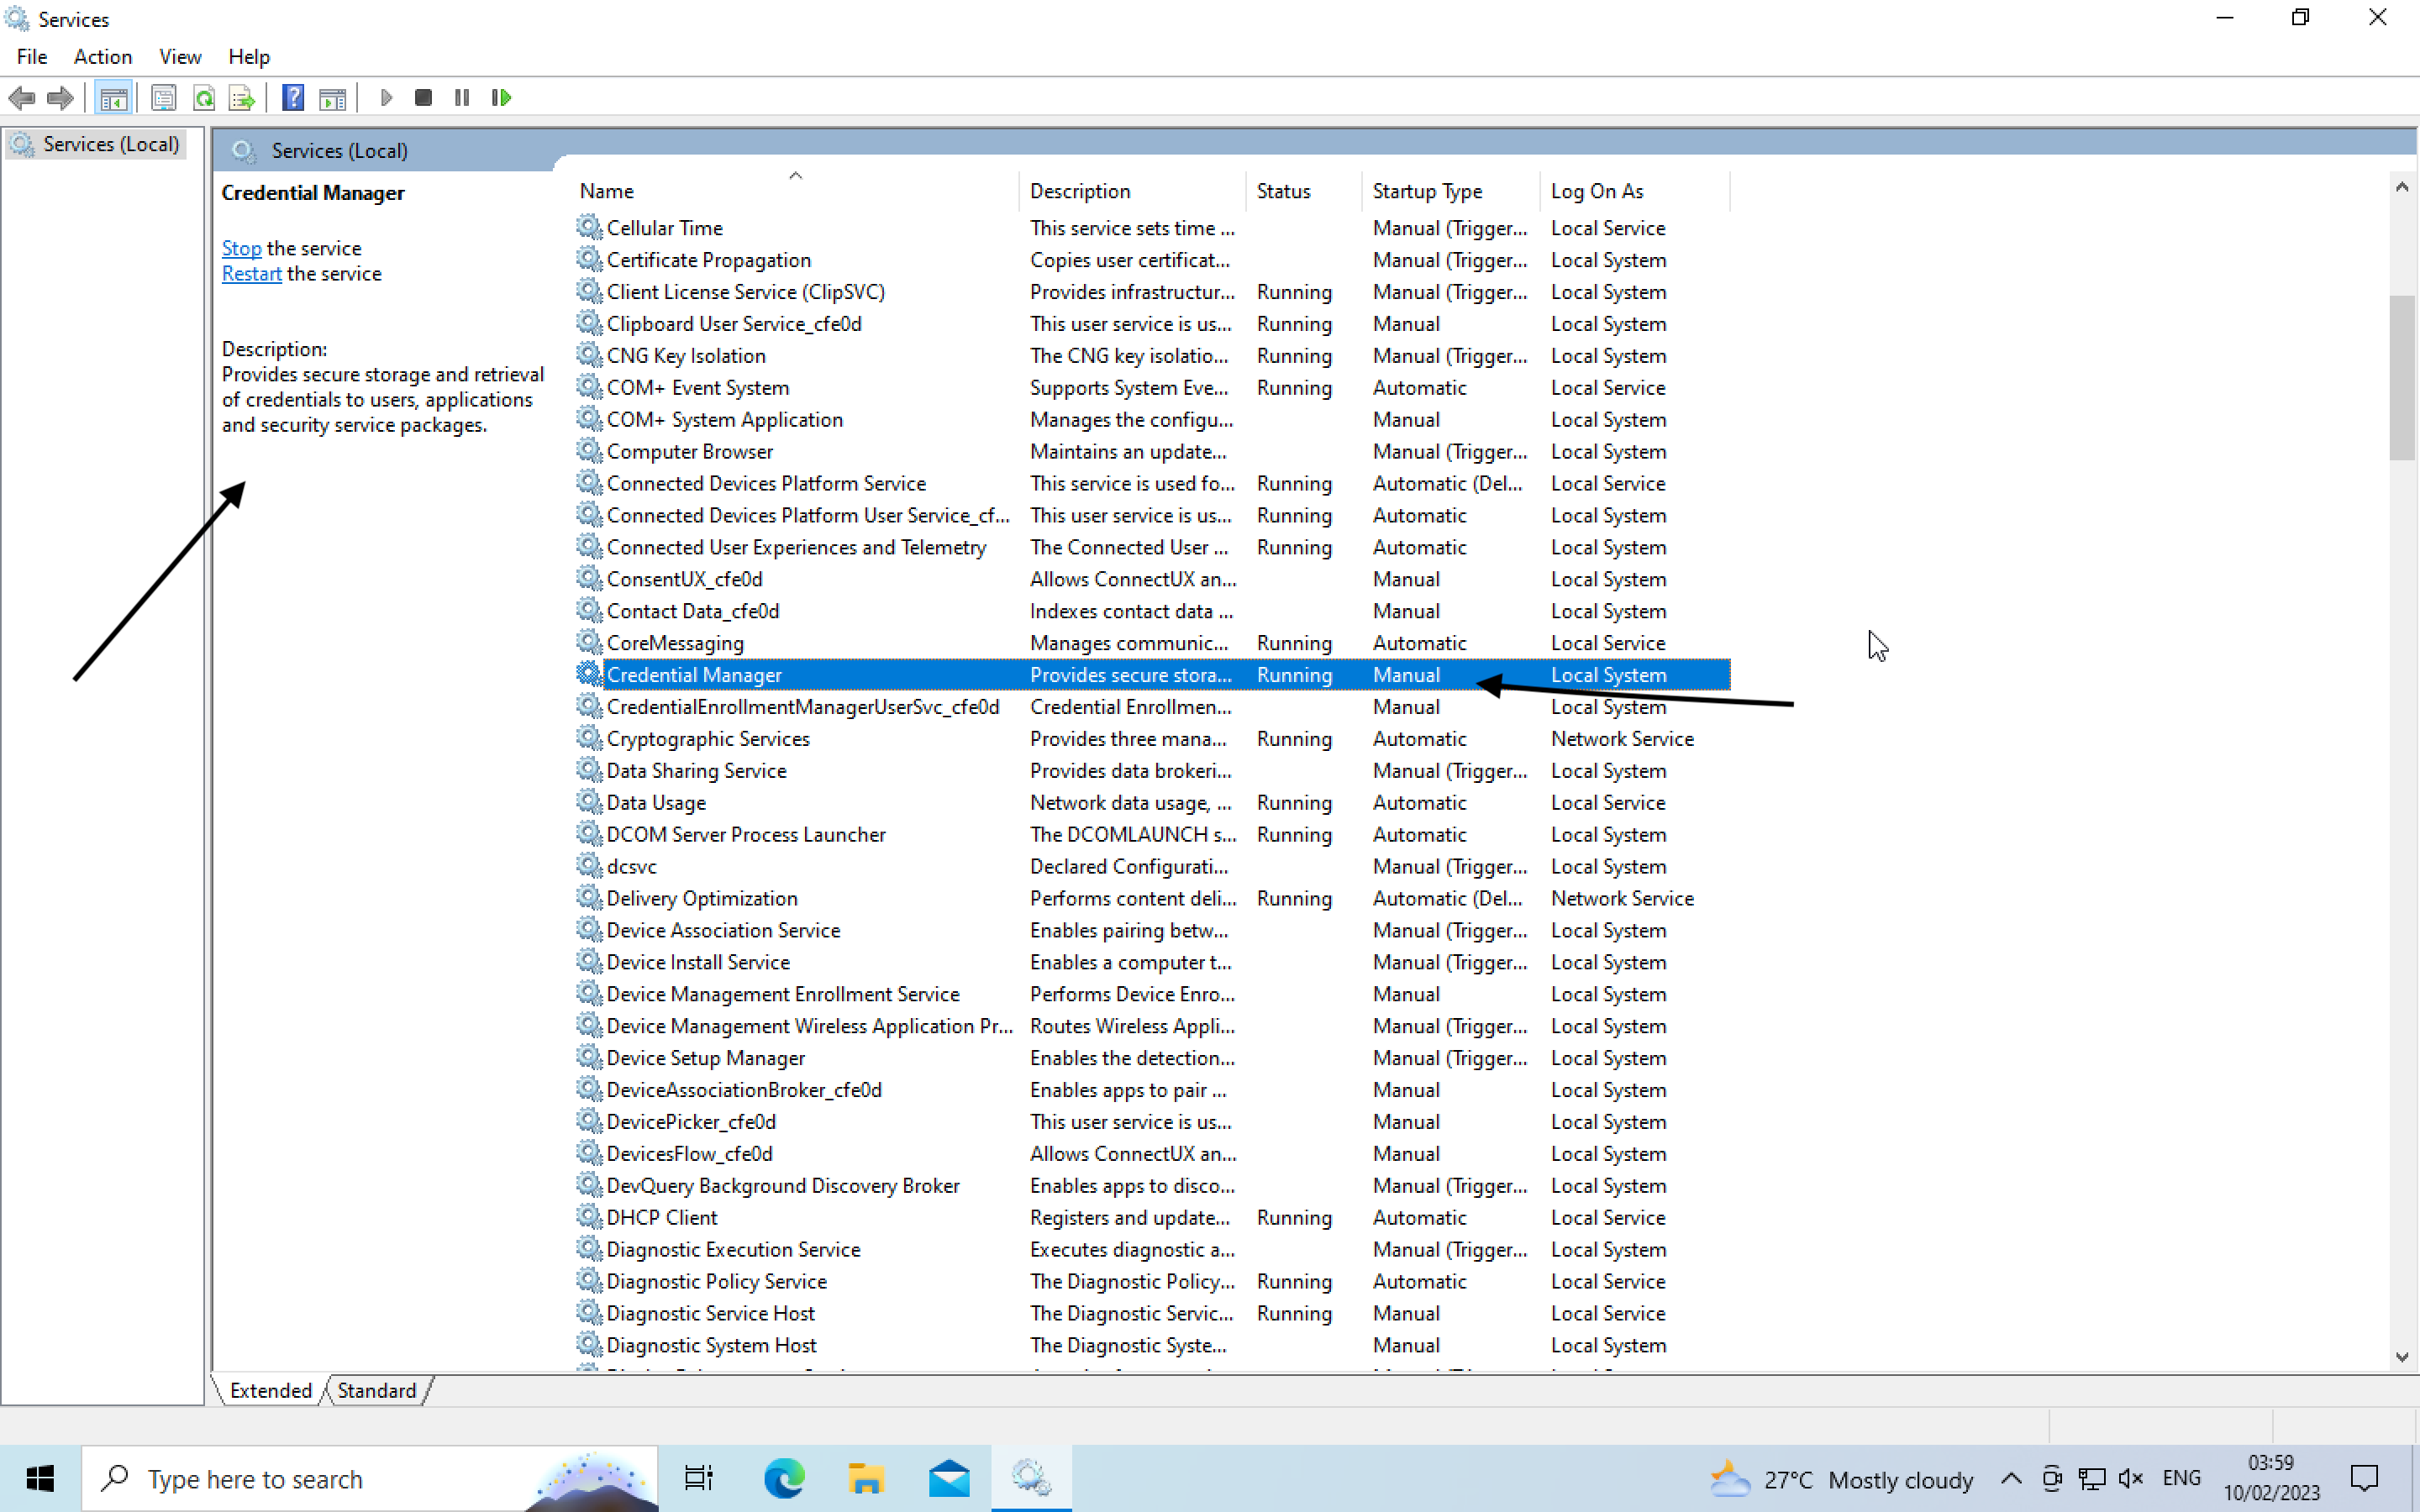 Services
File Action View Help
Services (Local)
Services (Local)
Credential Manager
Stop the service
Restart the service
Description:
Provides secure storage and retrieval
of credentials to users, applications
and security service packages.
Name Description Status Startup Type Log On As
Cellular Time This service sets time ... Manual (Trigger... Local Service
Certificate Propagation Copies user certificat... Manual (Trigger... Local System
Client License Service (ClipSVC) Provides infrastructur... Running Manual (Trigger... Local System
Clipboard User Service_cfe0d This user service is us... Running Manual Local System
CNG Key Isolation The CNG key isolatio... Running Manual (Trigger... Local System
COM+ Event System Supports System Eve... Running Automatic Local Service
COM+ System Application Manages the configu... Manual Local System
Computer Browser Maintains an update... Manual (Trigger... Local System
Connected Devices Platform Service This service is used fo... Running Automatic (Del... Local Service
Connected Devices Platform User Service_cf... This user service is us... Running Automatic Local System
Connected User Experiences and Telemetry The Connected User ... Running Automatic Local System
ConsentUX_cfe0d Allows ConnectUX an... Manual Local System
Contact Data_cfe0d Indexes contact data ... Manual Local System
CoreMessaging Manages communic... Running Automatic Local Service
Credential Manager Provides secure stora... Running Manual Local System
CredentialEnrollmentManagerUserSvc_cfe0d Credential Enrollmen... Manual Local System
Cryptographic Services Provides three mana... Running Automatic Network Service
Data Sharing Service Provides data brokeri... Manual (Trigger... Local System
Data Usage Network data usage, ... Running Automatic Local Service
DCOM Server Process Launcher The DCOMLAUNCH s... Running Automatic Local System
dcsvc Declared Configurati... Manual (Trigger... Local System
Delivery Optimization Performs content deli... Running Automatic (Del... Network Service
Device Association Service Enables pairing betw... Manual (Trigger... Local System
Device Install Service Enables a computer t... Manual (Trigger... Local System
Device Management Enrollment Service Performs Device Enro... Manual Local System
Device Management Wireless Application Pr... Routes Wireless Appli... Manual (Trigger... Local System
Device Setup Manager Enables the detection... Manual (Trigger... Local System
DeviceAssociationBroker_cfe0d Enables apps to pair ... Manual Local System
DevicePicker_cfe0d This user service is us... Manual Local System
DevicesFlow_cfe0d Allows ConnectUX an... Manual Local System
DevQuery Background Discovery Broker Enables apps to disco... Manual (Trigger... Local System
DHCP Client Registers and update... Running Automatic Local Service
Diagnostic Execution Service Executes diagnostic a... Manual (Trigger... Local System
Diagnostic Policy Service The Diagnostic Policy... Running Automatic Local Service
Diagnostic Service Host The Diagnostic Servic... Running Manual Local Service
Diagnostic System Host The Diagnostic Syste... Manual Local System
Extended Standard
Type here to search
27°C Mostly cloudy
ENG
03:59
10/02/2023